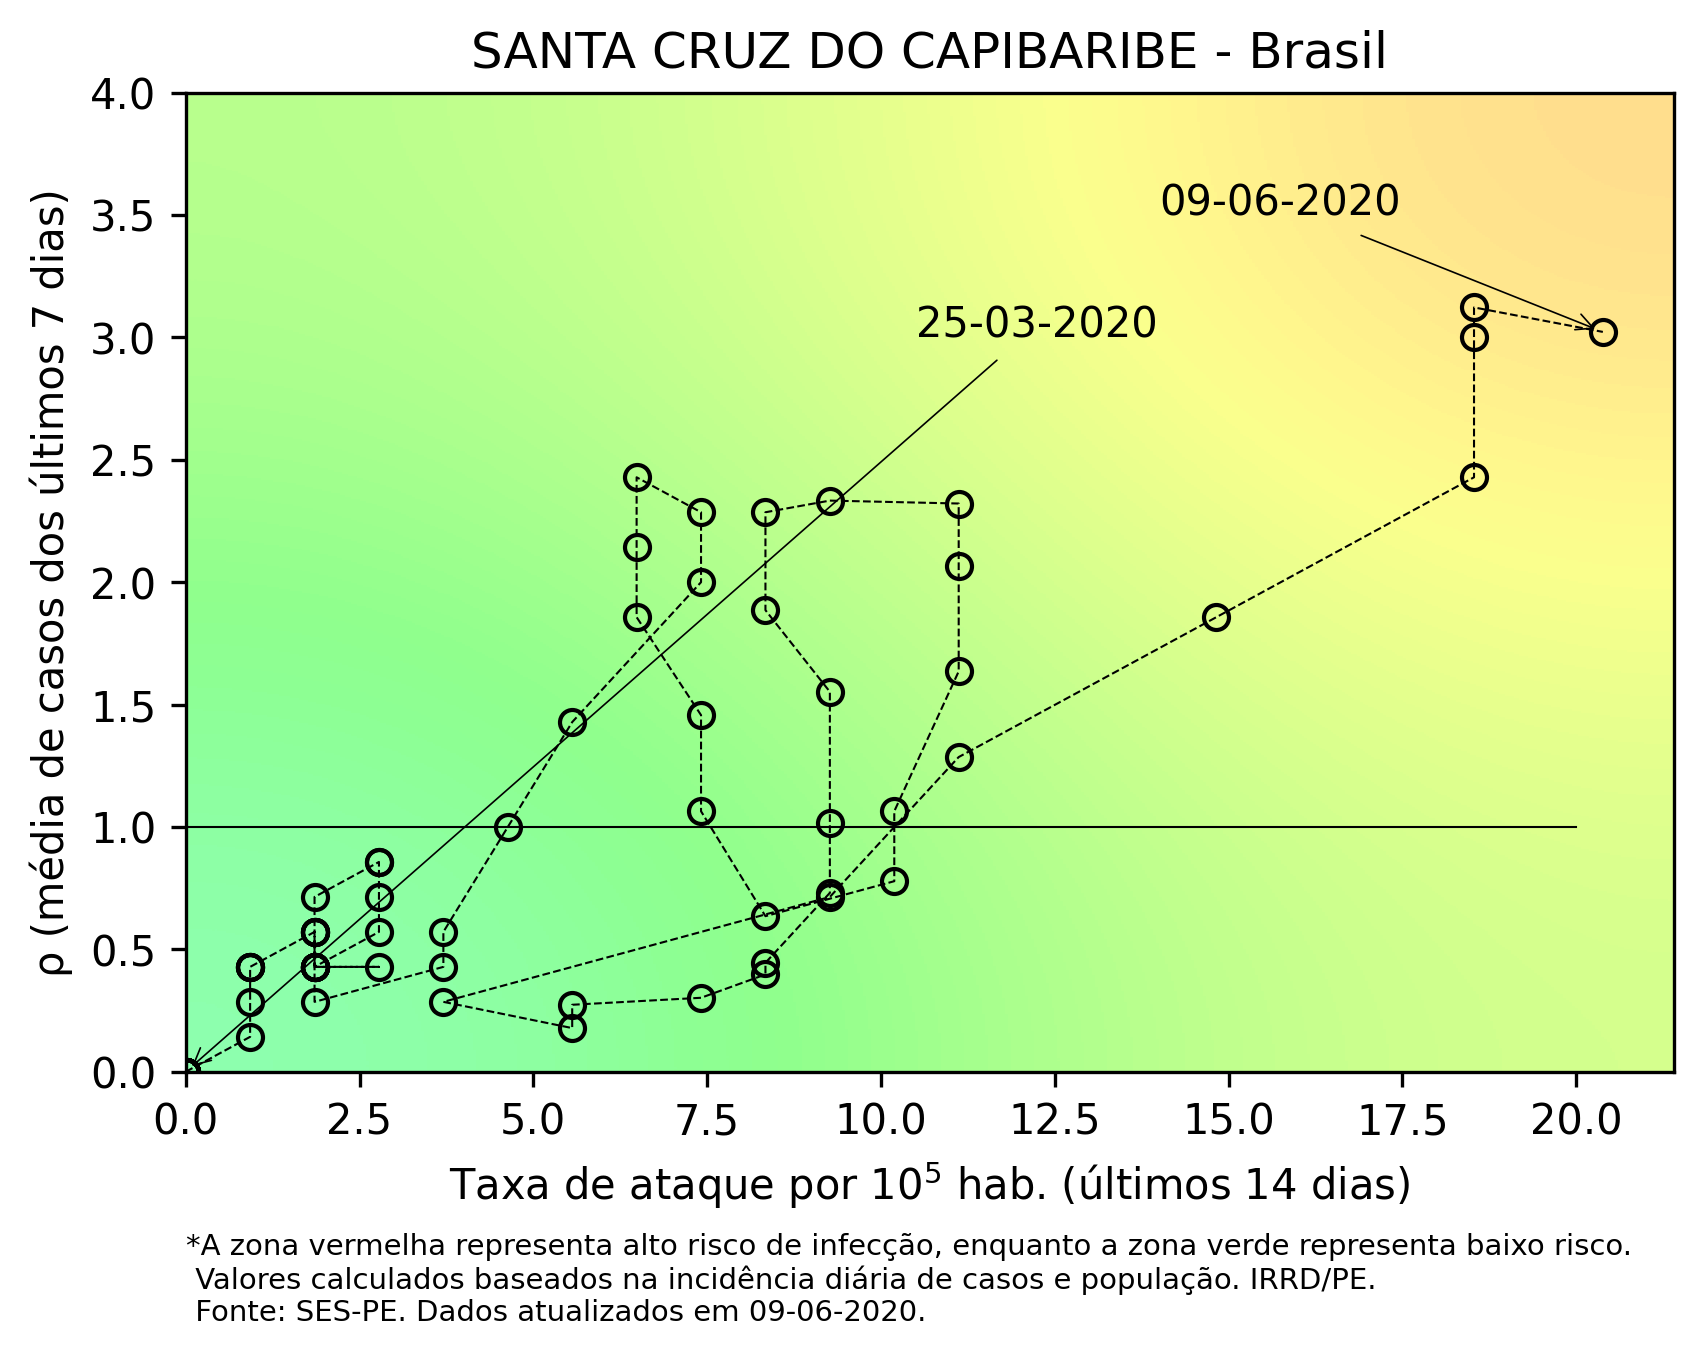 SANTA CRUZ DO CAPIBARIBE - Brasil
4.0
3.5
3.0
2.5
2.0
1.5
1.0
0.5
0.0
ρ (média de casos dos últimos 7 dias)
09-06-2020
25-03-2020
0.0 2.5 5.0 7.5 10.0 12.5 15.0 17.5 20.0
Taxa de ataque por 10⁵ hab. (últimos 14 dias)
*A zona vermelha representa alto risco de infecção, enquanto a zona verde representa baixo risco.
Valores calculados baseados na incidência diária de casos e população. IRRD/PE.
Fonte: SES-PE. Dados atualizados em 09-06-2020.